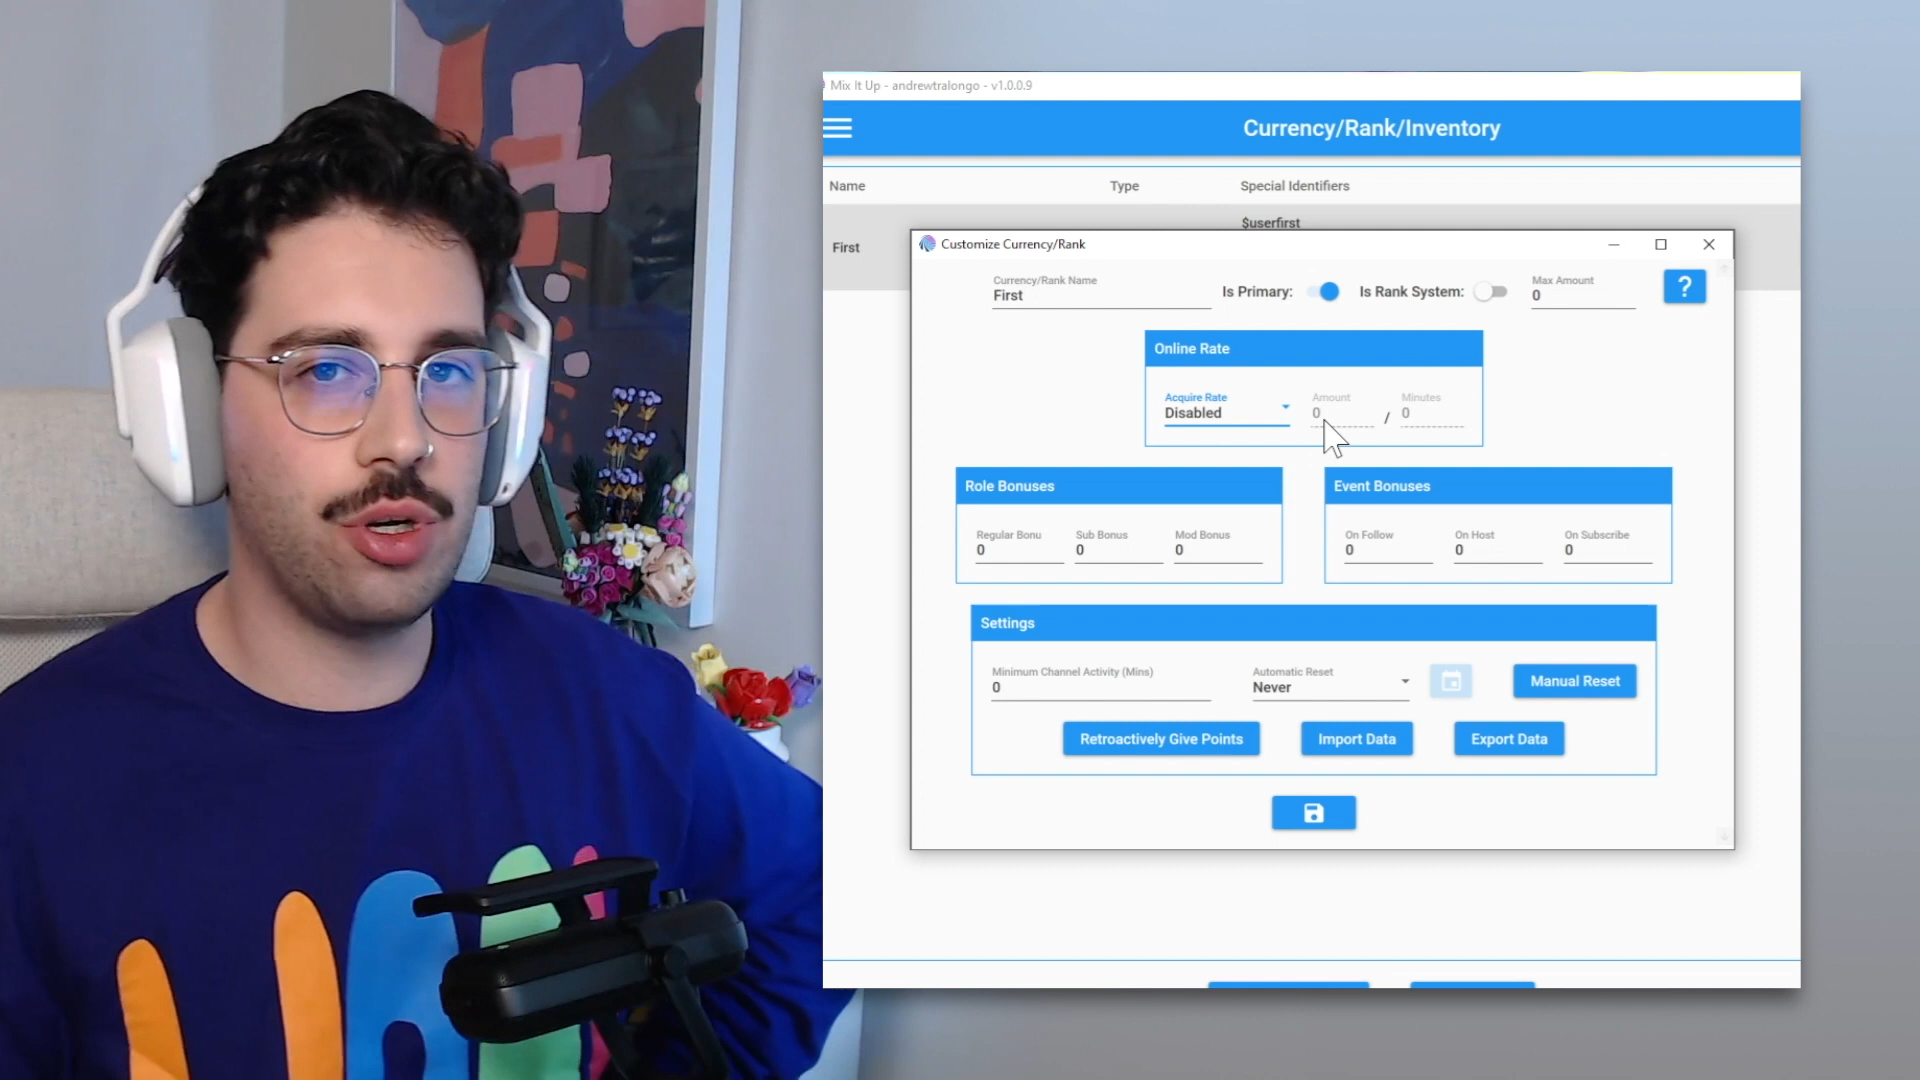 Mix It Up - andrewtralongo - v1.0.0.9
Currency/Rank/Inventory
Name Type Special Identifiers
$userfirst
First
Customize Currency/Rank
Currency/Rank Name
First
Is Primary:
Is Rank System:
Max Amount
0
?
Online Rate
Acquire Rate
Disabled
Amount
0
/
Minutes
0
Role Bonuses
Regular Bonu
0
Sub Bonus
0
Mod Bonus
0
Event Bonuses
On Follow
0
On Host
0
On Subscribe
0
Settings
Minimum Channel Activity (Mins)
0
Automatic Reset
Never
Manual Reset
Retroactively Give Points
Import Data
Export Data